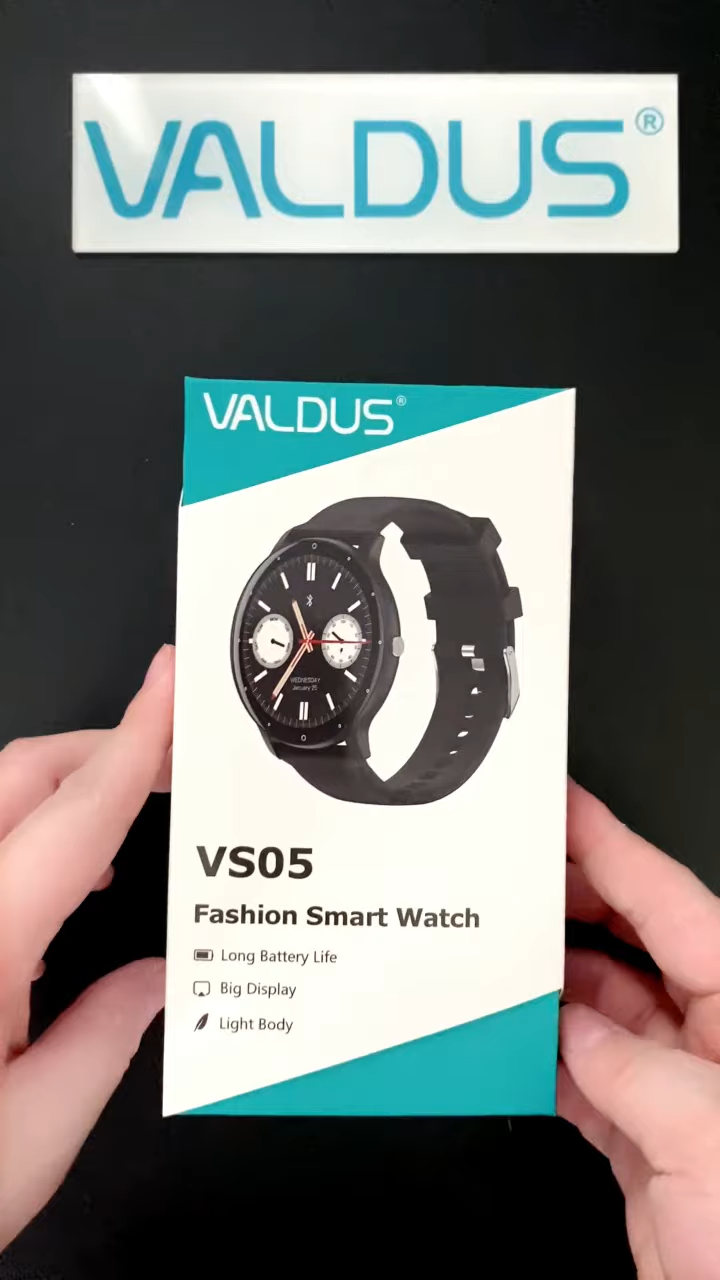 VALDUS®
VALDUS®
WEDNESDAY
January 25
VS05
Fashion Smart Watch
Long Battery Life
Big Display
Light Body